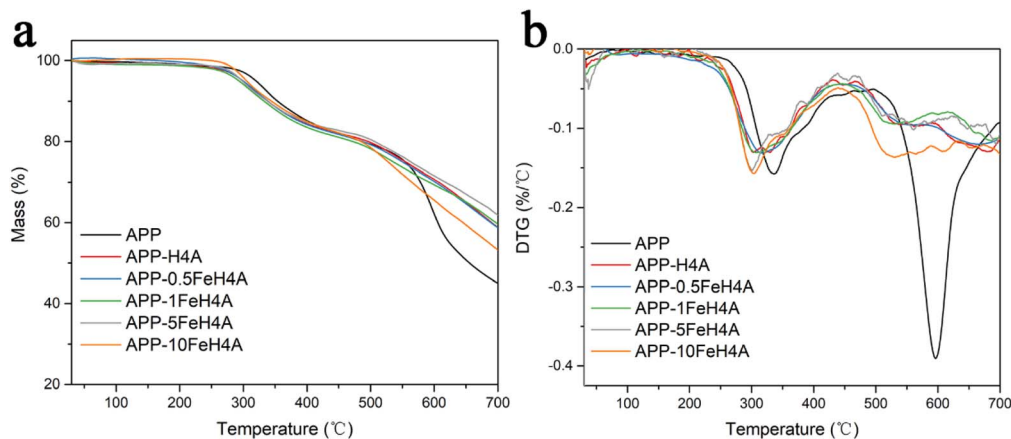 a
100
80
60
40
20
Mass (%)
APP
APP-H4A
APP-0.5FeH4A
APP-1FeH4A
APP-5FeH4A
APP-10FeH4A
100 200 300 400 500 600 700
Temperature (℃)
b
0.0
-0.1
-0.2
-0.3
-0.4
DTG (%/℃)
APP
APP-H4A
APP-0.5FeH4A
APP-1FeH4A
APP-5FeH4A
APP-10FeH4A
100 200 300 400 500 600 700
Temperature (℃)